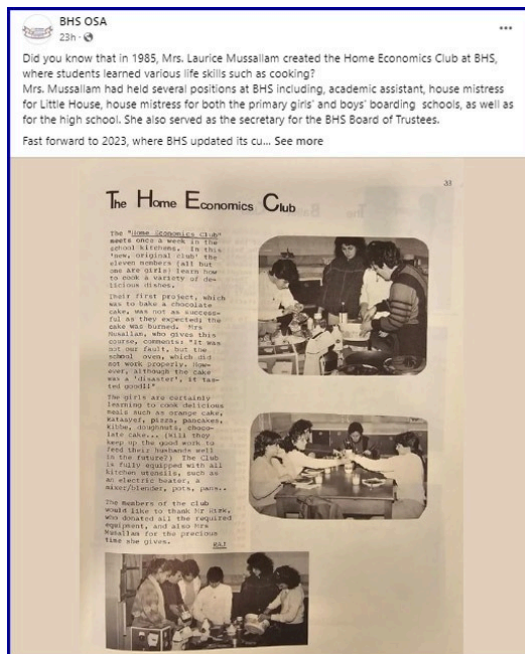 BHS OSA
23h ·
Did you know that in 1985, Mrs. Laurice Mussallam created the Home Economics Club at BHS,
where students learned various life skills such as cooking?
Mrs. Mussallam had held several positions at BHS including, academic assistant, house mistress
for Little House, house mistress for both the primary girls' and boys' boarding schools, as well as
for the high school. She also served as the secretary for the BHS Board of Trustees.
Fast forward to 2023, where BHS updated its cu... See more
33
The Home Economics Club
The "Home Economics Club"
meets once a week in the
school kitchens. In this
'new, original club' the
eleven members (all but
one are girls) learn how
to cook a variety of de-
licious dishes.
Their first project, which
was to bake a chocolate
cake, was not as success-
ful as they expected; the
cake was burned. Mrs
Musallam, who gives this
course, comments: "It was
not our fault, but the
school oven, which did
not work properly. How-
ever, although the cake
was a 'disaster', it tas-
ted good!!"
The girls are certainly
learning to cook delicious
meals such as orange cake,
Kataayef, pizza, pancakes,
Kibbe, doughnuts, choco-
late cake... (Will they
keep up the good work to
feed their husbands well
in the future?) The Club
is fully equipped with all
kitchen utensils, such as
an electric beater, a
mixer/blender, pots, pans..
The members of the club
would like to thank Mr Kirk,
who donated all the required
equipment, and also Mrs
Musallam for the precious
time she gives.